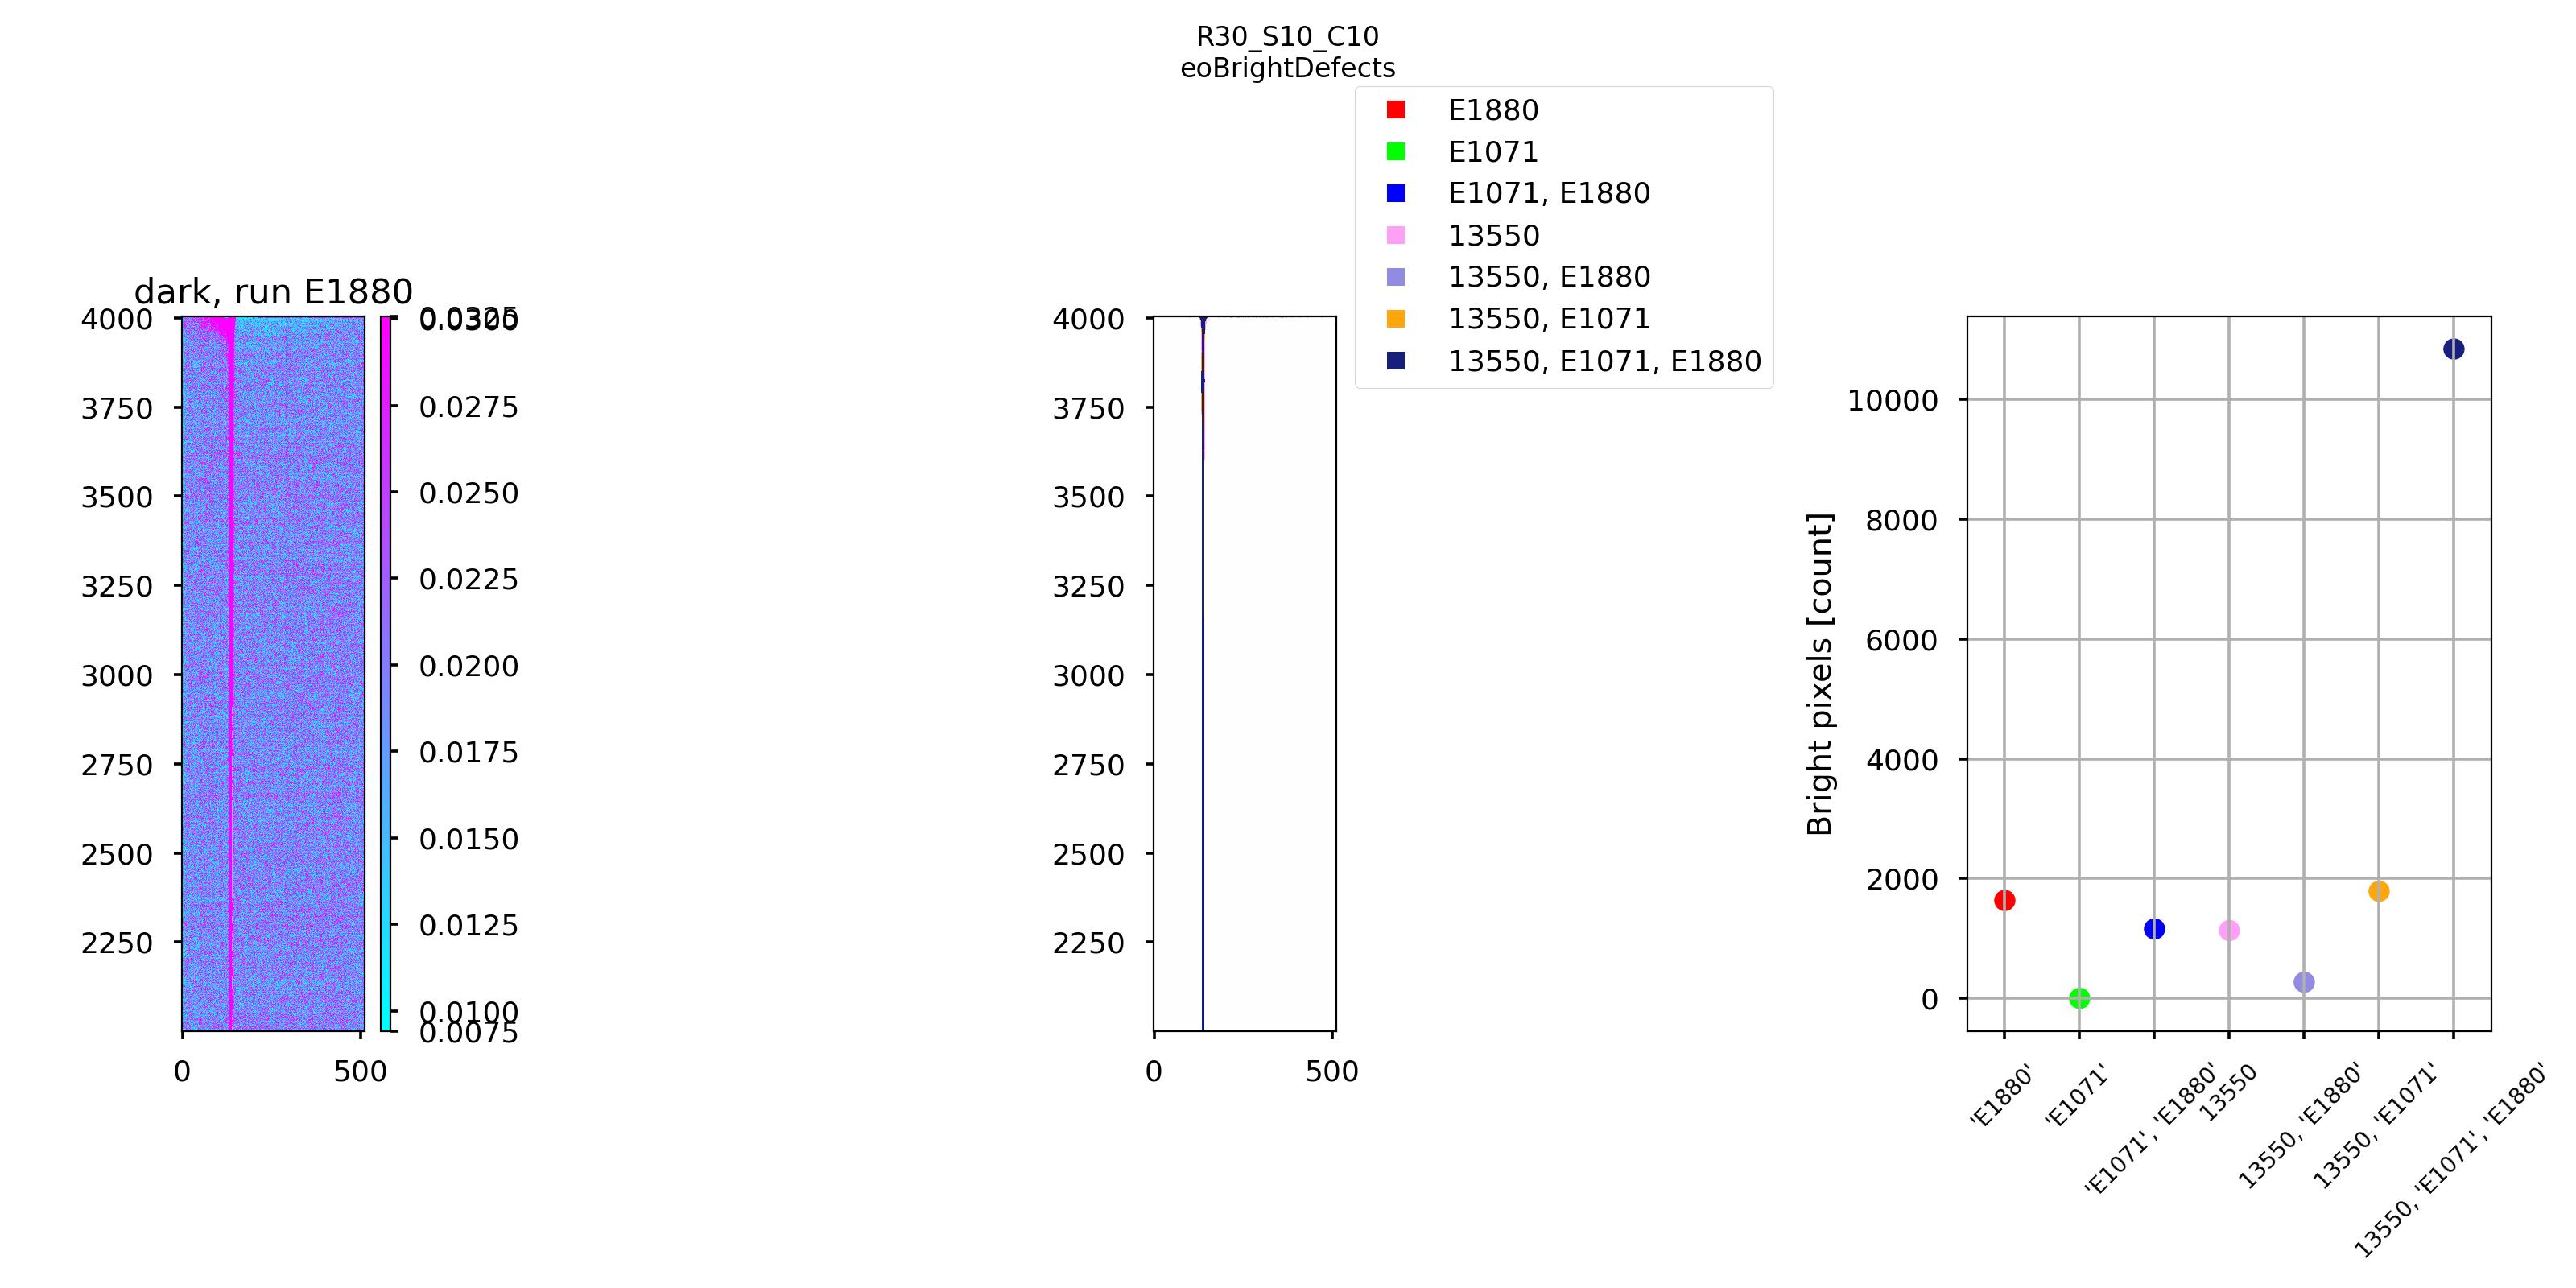 R30_S10_C10
eoBrightDefects
E1880
E1071
E1071, E1880
13550
13550, E1880
13550, E1071
13550, E1071, E1880
dark, run E1880
4000
3750
3500
3250
3000
2750
2500
2250
0
500
0.0325
0.0300
0.0275
0.0250
0.0225
0.0200
0.0175
0.0150
0.0125
0.0100
0.0075
4000
3750
3500
3250
3000
2750
2500
2250
0
500
Bright pixels [count]
10000
8000
6000
4000
2000
0
'E1880'
'E1071'
'E1071', 'E1880'
13550
13550, 'E1880'
13550, 'E1071'
13550, 'E1071', 'E1880'